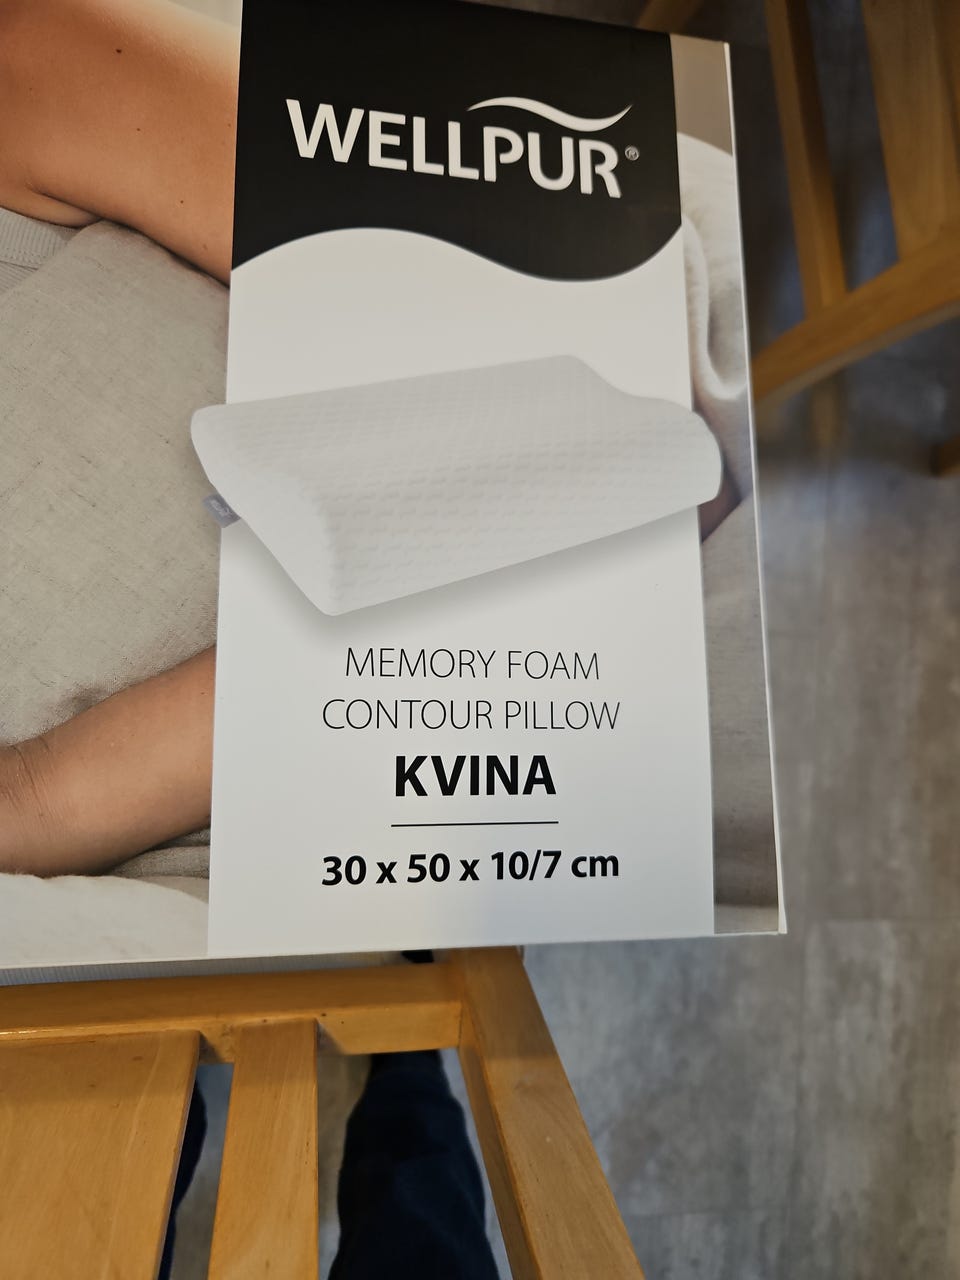 WELLPUR®
MEMORY FOAM
CONTOUR PILLOW
KVINA
30 x 50 x 10/7 cm